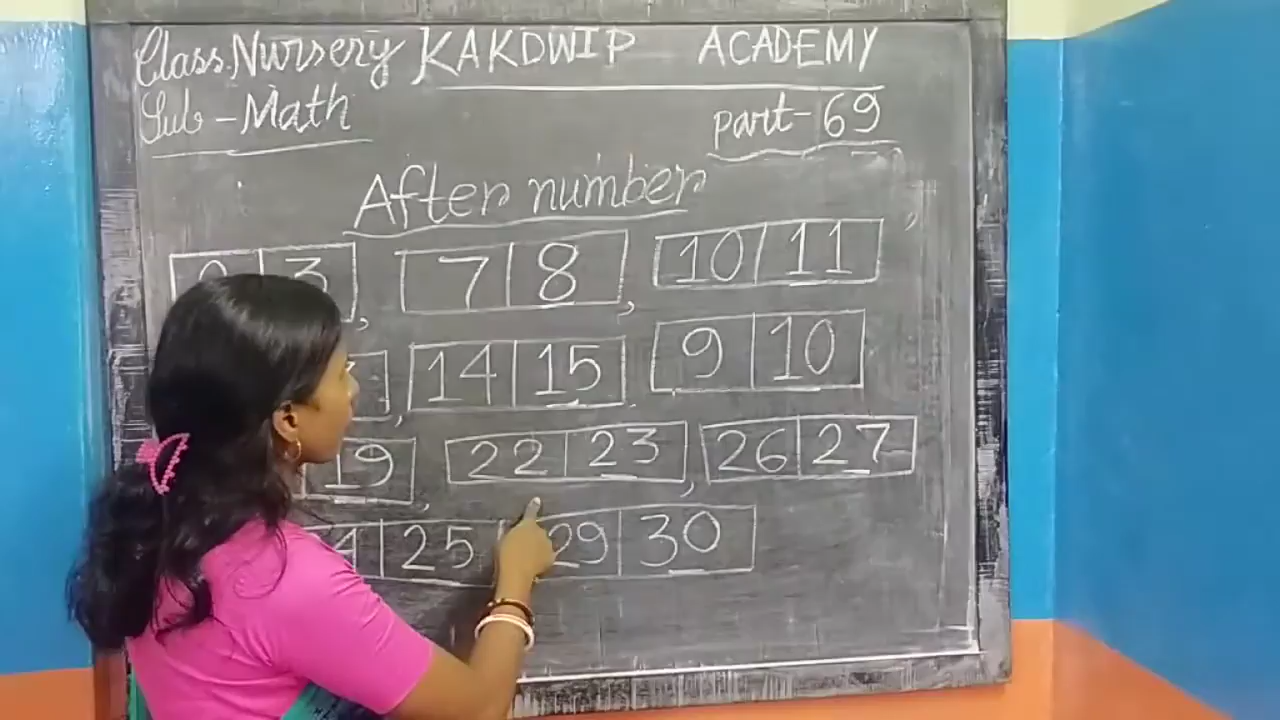 Class. Nursery KAKDWIP ACADEMY
Sub - Math part - 69
After number
3, 7 8, 10 11,
, 14 15 9 10
19, 22 23, 26 27
25 29 30